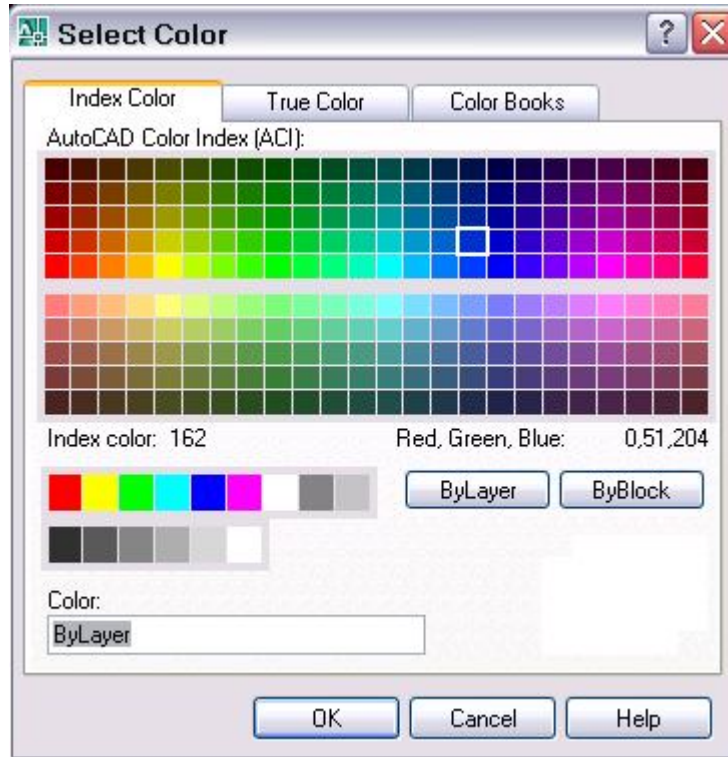 Select Color
Index Color True Color Color Books
AutoCAD Color Index (ACI):
Index color: 162 Red, Green, Blue: 0,51,204
ByLayer ByBlock
Color:
ByLayer
OK Cancel Help